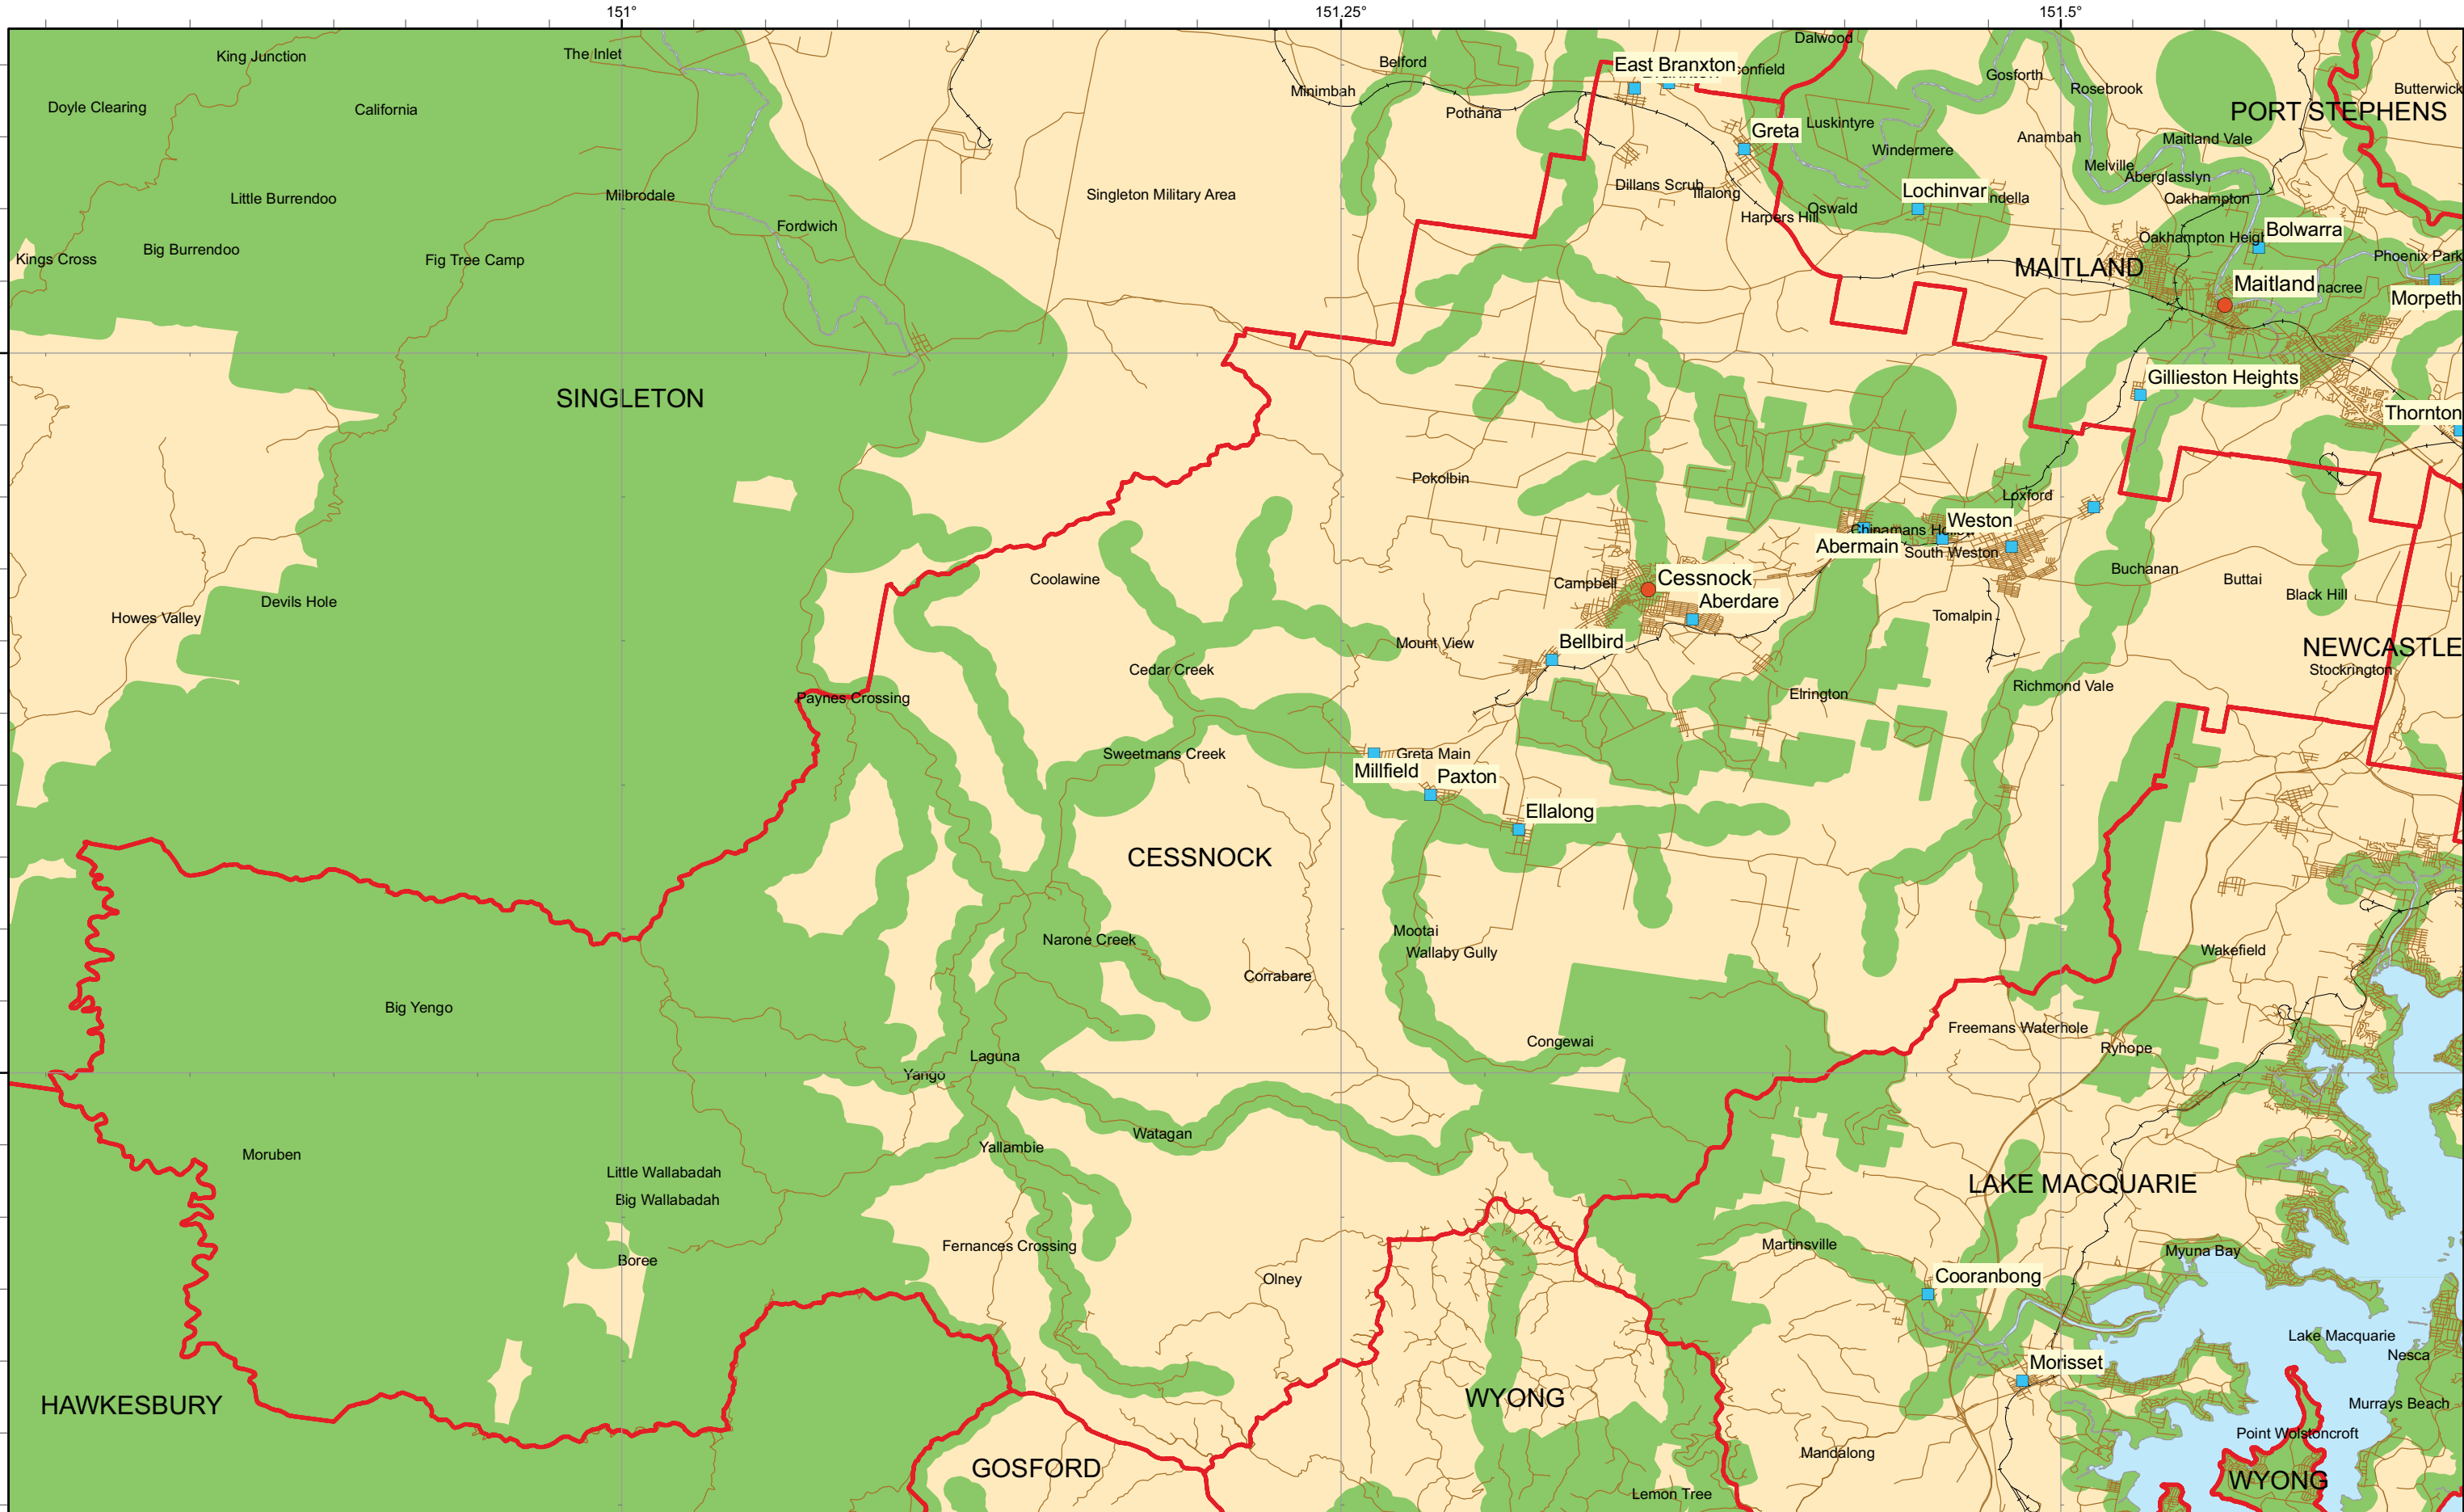 151°
151.25°
151.5°
King Junction
The Inlet
Belford
East Branxton
Dalwood
Gosforth
Doyle Clearing
California
Minimbah
Pothana
Rosebrook
Butterwick
PORT STEPHENS
Greta
Luskintyre
Anambah
Maitland Vale
Windermere
Melville
Aberglasslyn
Little Burrendoo
Milbrodale
Singleton Military Area
Dillans Scrub
Illalong
Lochinvar
Oakhampton
Harpers Hill
Oswald
Big Burrendoo
Fordwich
Kings Cross
Fig Tree Camp
Bolwarra
MAITLAND
Phoenix Park
Maitland
Morpeth
SINGLETON
Gillieston Heights
Thornton
Pokolbin
Loxford
Weston
Abermain
South Weston
Howes Valley
Devils Hole
Coolawine
Campbell
Cessnock
Aberdare
Buchanan
Buttai
Black Hill
Tomalpin
Mount View
Bellbird
NEWCASTLE
Stockrington
Cedar Creek
Richmond Vale
Paynes Crossing
Elrington
Sweetmans Creek
Greta Main
Millfield
Paxton
Ellalong
CESSNOCK
Narone Creek
Mootai
Wallaby Gully
Wakefield
Corrabare
Big Yengo
Freemans Waterhole
Congewai
Ryhope
Laguna
Yango
Watagan
Yallambie
Moruben
Little Wallabadah
Big Wallabadah
LAKE MACQUARIE
Fernances Crossing
Boree
Martinsville
Myuna Bay
Olney
Cooranbong
Lake Macquarie
Nesca
Morisset
HAWKESBURY
WYONG
Murrays Beach
Point Wolstoncroft
Mandalong
GOSFORD
WYONG
Lemon Tree